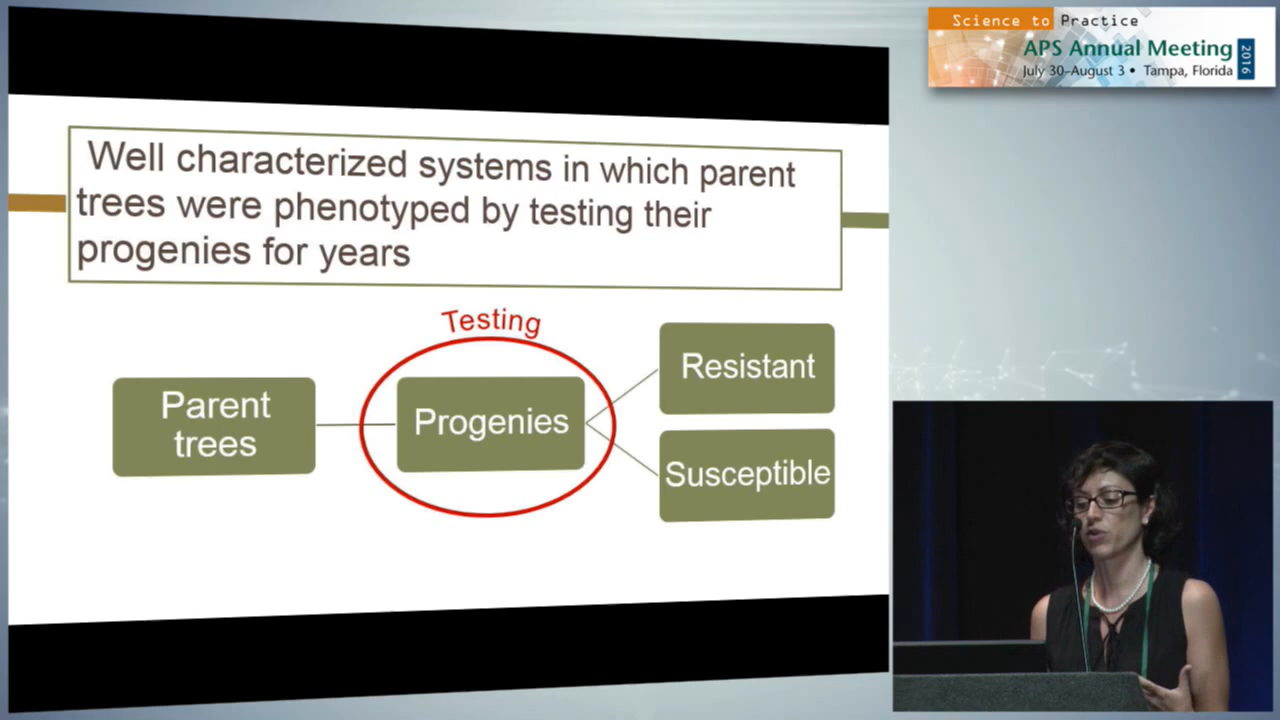 Science to Practice
APS Annual Meeting
2016
July 30–August 3 • Tampa, Florida
Well characterized systems in which parent
trees were phenotyped by testing their
progenies for years
Testing
Parent
trees
Progenies
Resistant
Susceptible